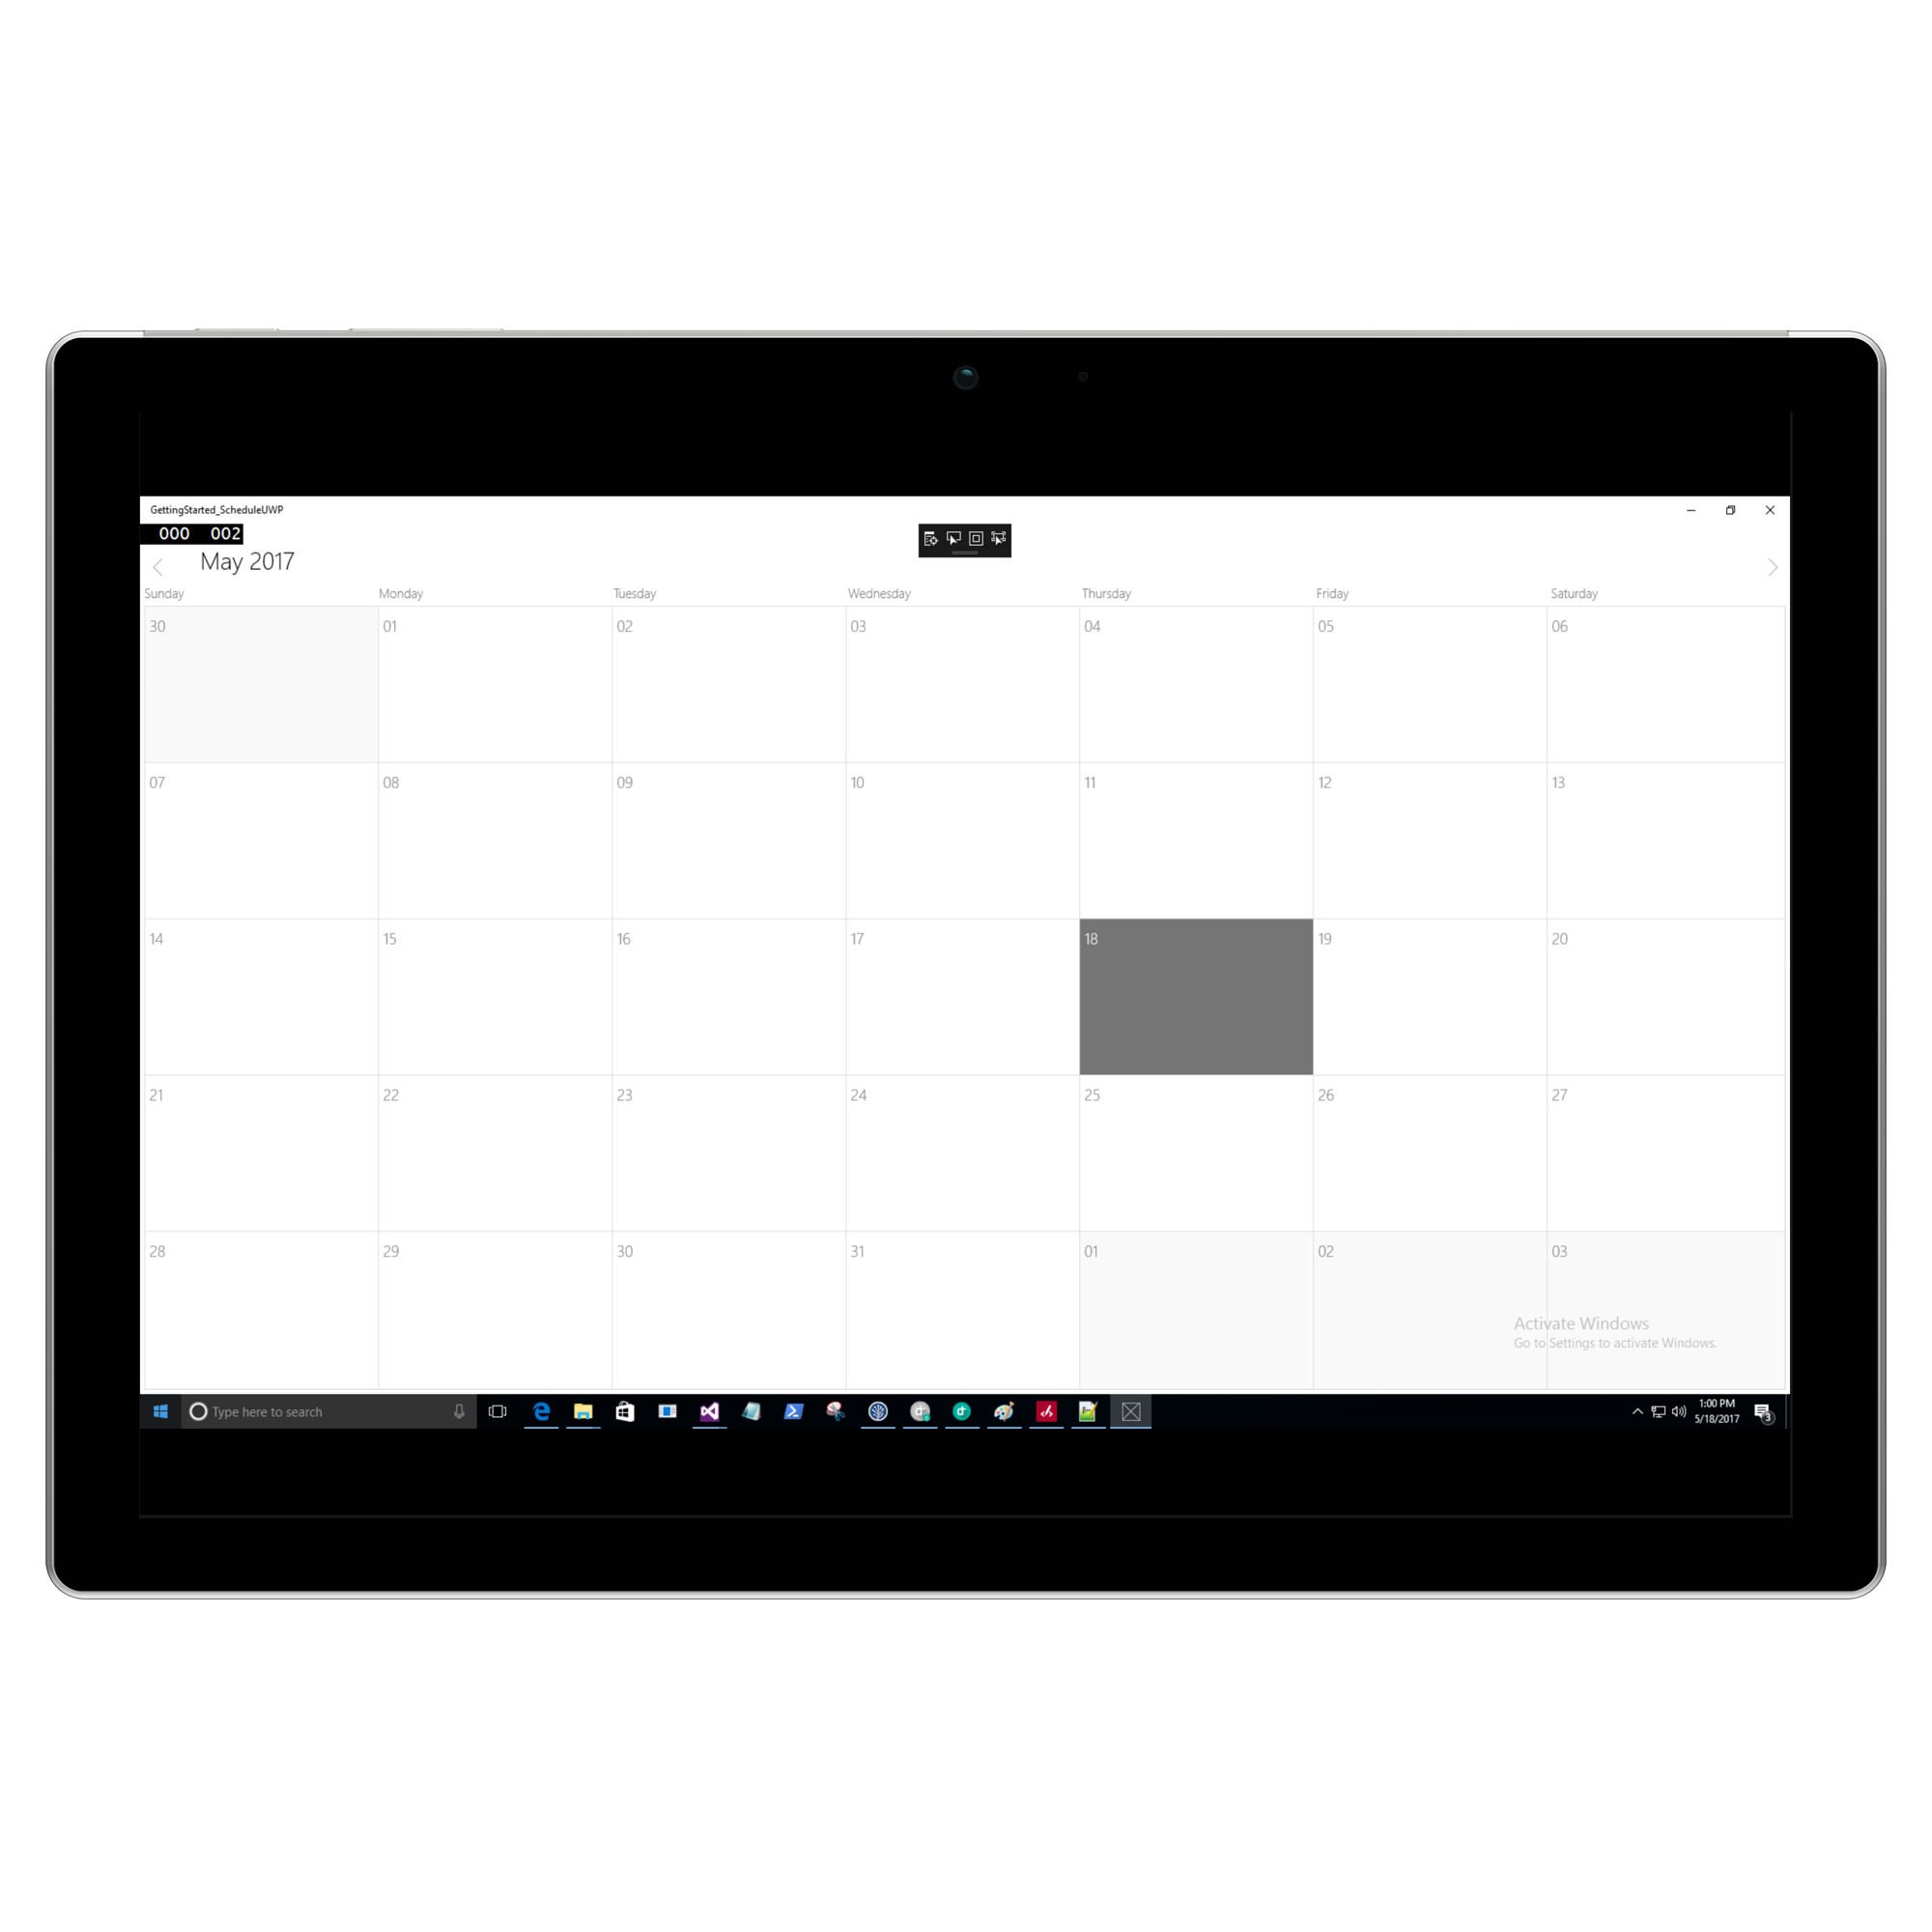 GettingStarted_ScheduleUWP
000 002
May 2017
Sunday Monday Tuesday Wednesday Thursday Friday Saturday
30 01 02 03 04 05 06
07 08 09 10 11 12 13
14 15 16 17 18 19 20
21 22 23 24 25 26 27
28 29 30 31 01 02 03
Activate Windows
Go to Settings to activate Windows.
Type here to search
1:00 PM
5/18/2017
3